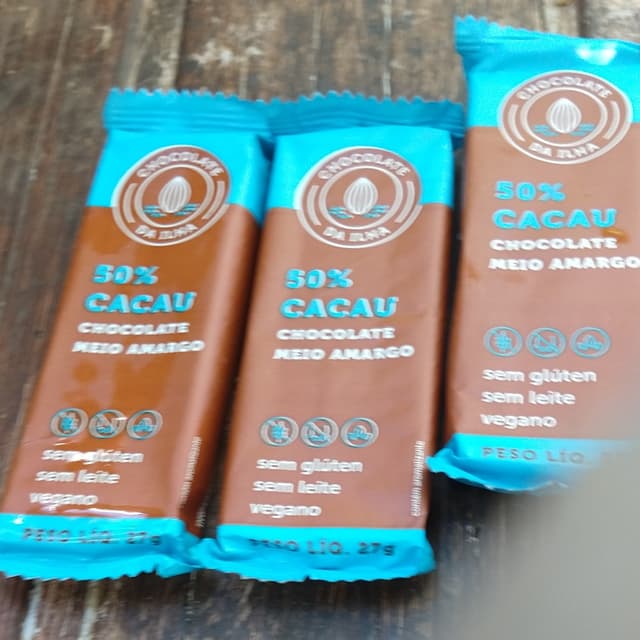 CHOCOLATE
DA ILHA
50%
CACAU
CHOCOLATE
MEIO AMARGO
sem glúten
sem leite
vegano
PESO LÍQ. 27g
CHOCOLATE
DA ILHA
50%
CACAU
CHOCOLATE
MEIO AMARGO
sem glúten
sem leite
vegano
PESO LÍQ. 27g
CHOCOLATE
DA ILHA
50%
CACAU
CHOCOLATE
MEIO AMARGO
sem glúten
sem leite
vegano
PESO LÍQ.